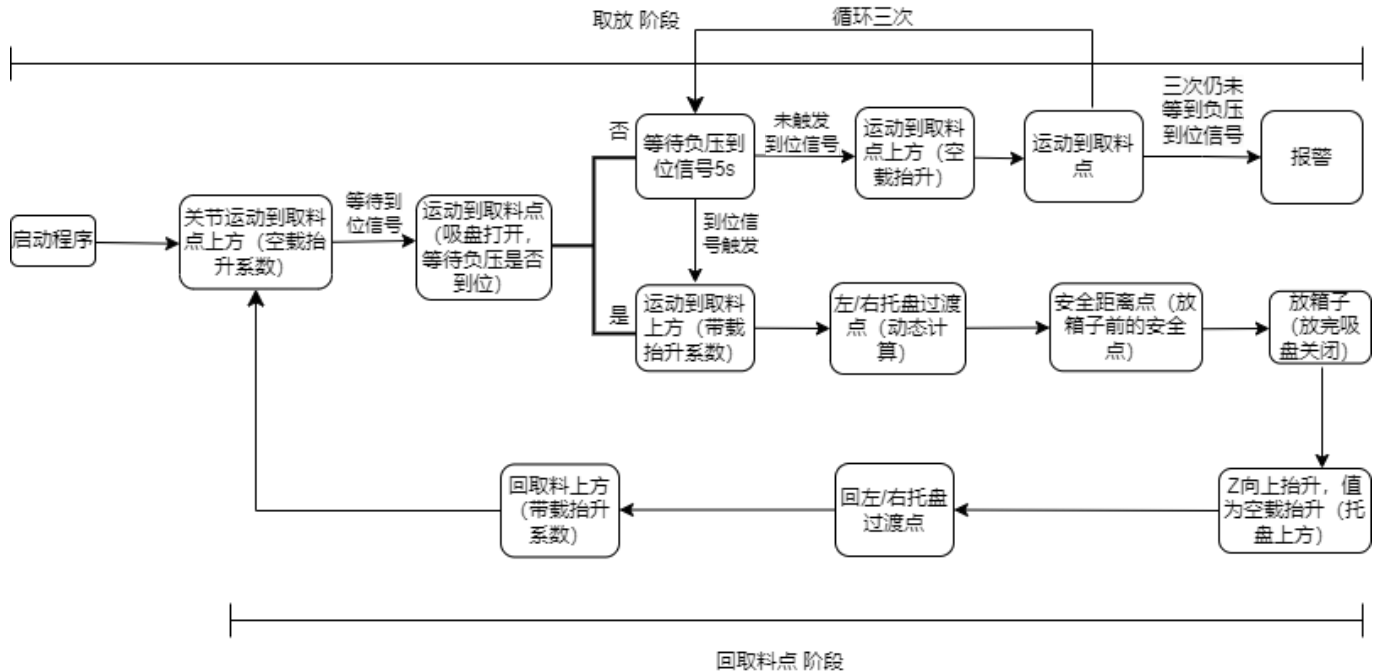 取放 阶段
循环三次
三次仍未
等到负压
到位信号
否
等待负压到
位信号5s
未触发
到位信号
运动到取料
点上方（空
载抬升）
运动到取料
点
报警
启动程序
关节运动到取料
点上方（空载抬
升系数）
等待到
位信号
运动到取料点
（吸盘打开，
等待负压是否
到位）
到位信
号触发
是
运动到取料
上方（带载
抬升系数）
左/右托盘过渡
点（动态计
算）
安全距离点（放
箱子前的安全
点）
放箱子
（放完吸
盘关闭）
回取料上方
（带载抬升
系数）
回左/右托盘
过渡点
Z向上抬升，值
为空载抬升（托
盘上方）
回取料点 阶段